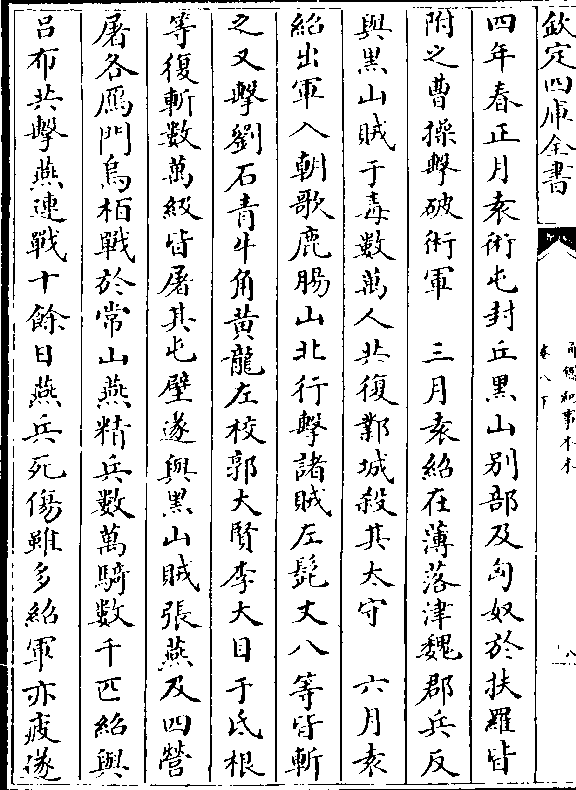 欽定四庫全書
四年春正月袁術屯封丘黑山别部及匈奴於扶羅皆
附之曹操擊破術軍　三月袁紹在薄落津魏郡兵反
與黑山賊于毒數萬人共復鄴城殺其太守　六月袁
紹出軍入朝歌鹿腸山北行擊諸賊左髭丈八等皆斬
之又擊劉石青牛角黄龍左校郭大賢李大目于氐根
等復斬數萬級皆屠其屯壁遂與黑山賊張燕及四營
屠各鴈門烏桓戰於常山燕精兵數萬騎數千匹紹與
吕布共擊燕連戰十餘日燕兵死傷雖多紹軍亦疲遂